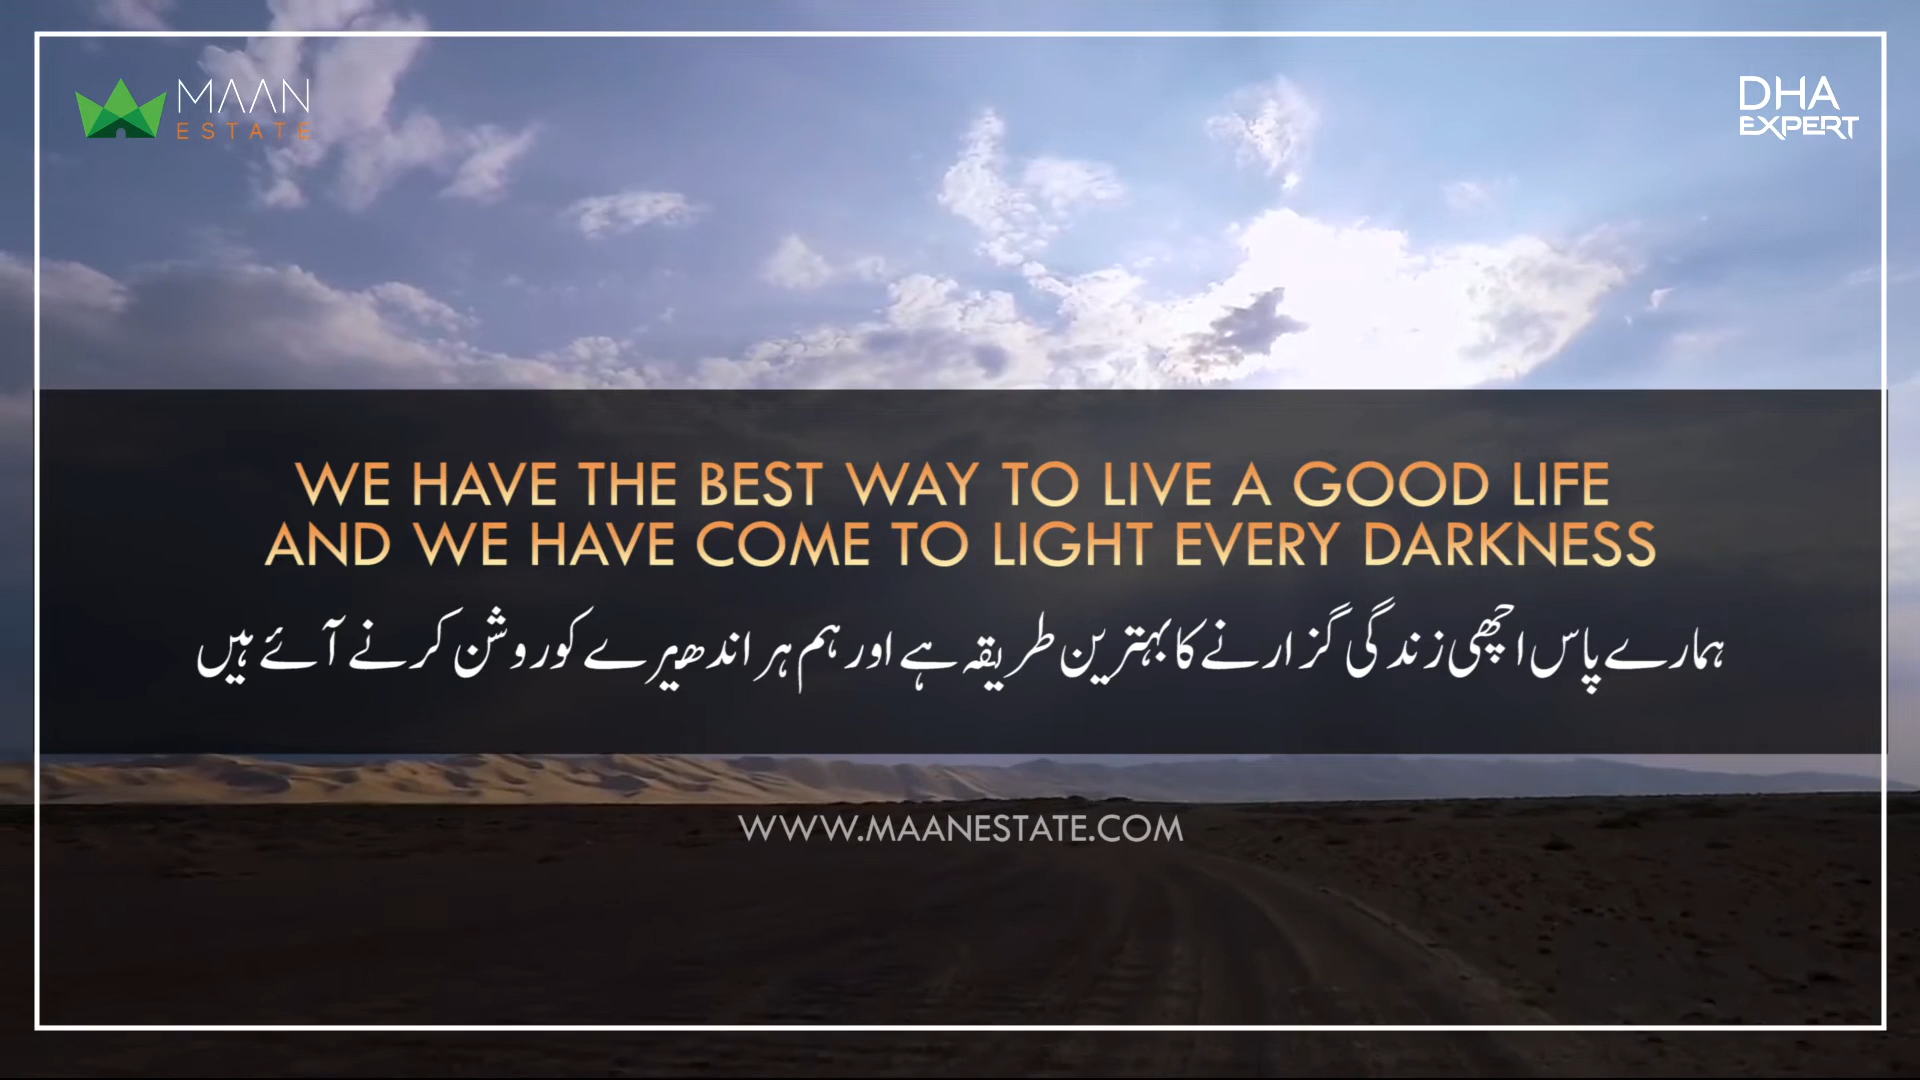 MAAN
ESTATE
DHA
EXPERT
WE HAVE THE BEST WAY TO LIVE A GOOD LIFE
AND WE HAVE COME TO LIGHT EVERY DARKNESS
ہمارے پاس اچھی زندگی گزارنے کا بہترین طریقہ ہے اور ہم ہر اندھیرے کو روشن کرنے آئے ہیں
WWW.MAANESTATE.COM